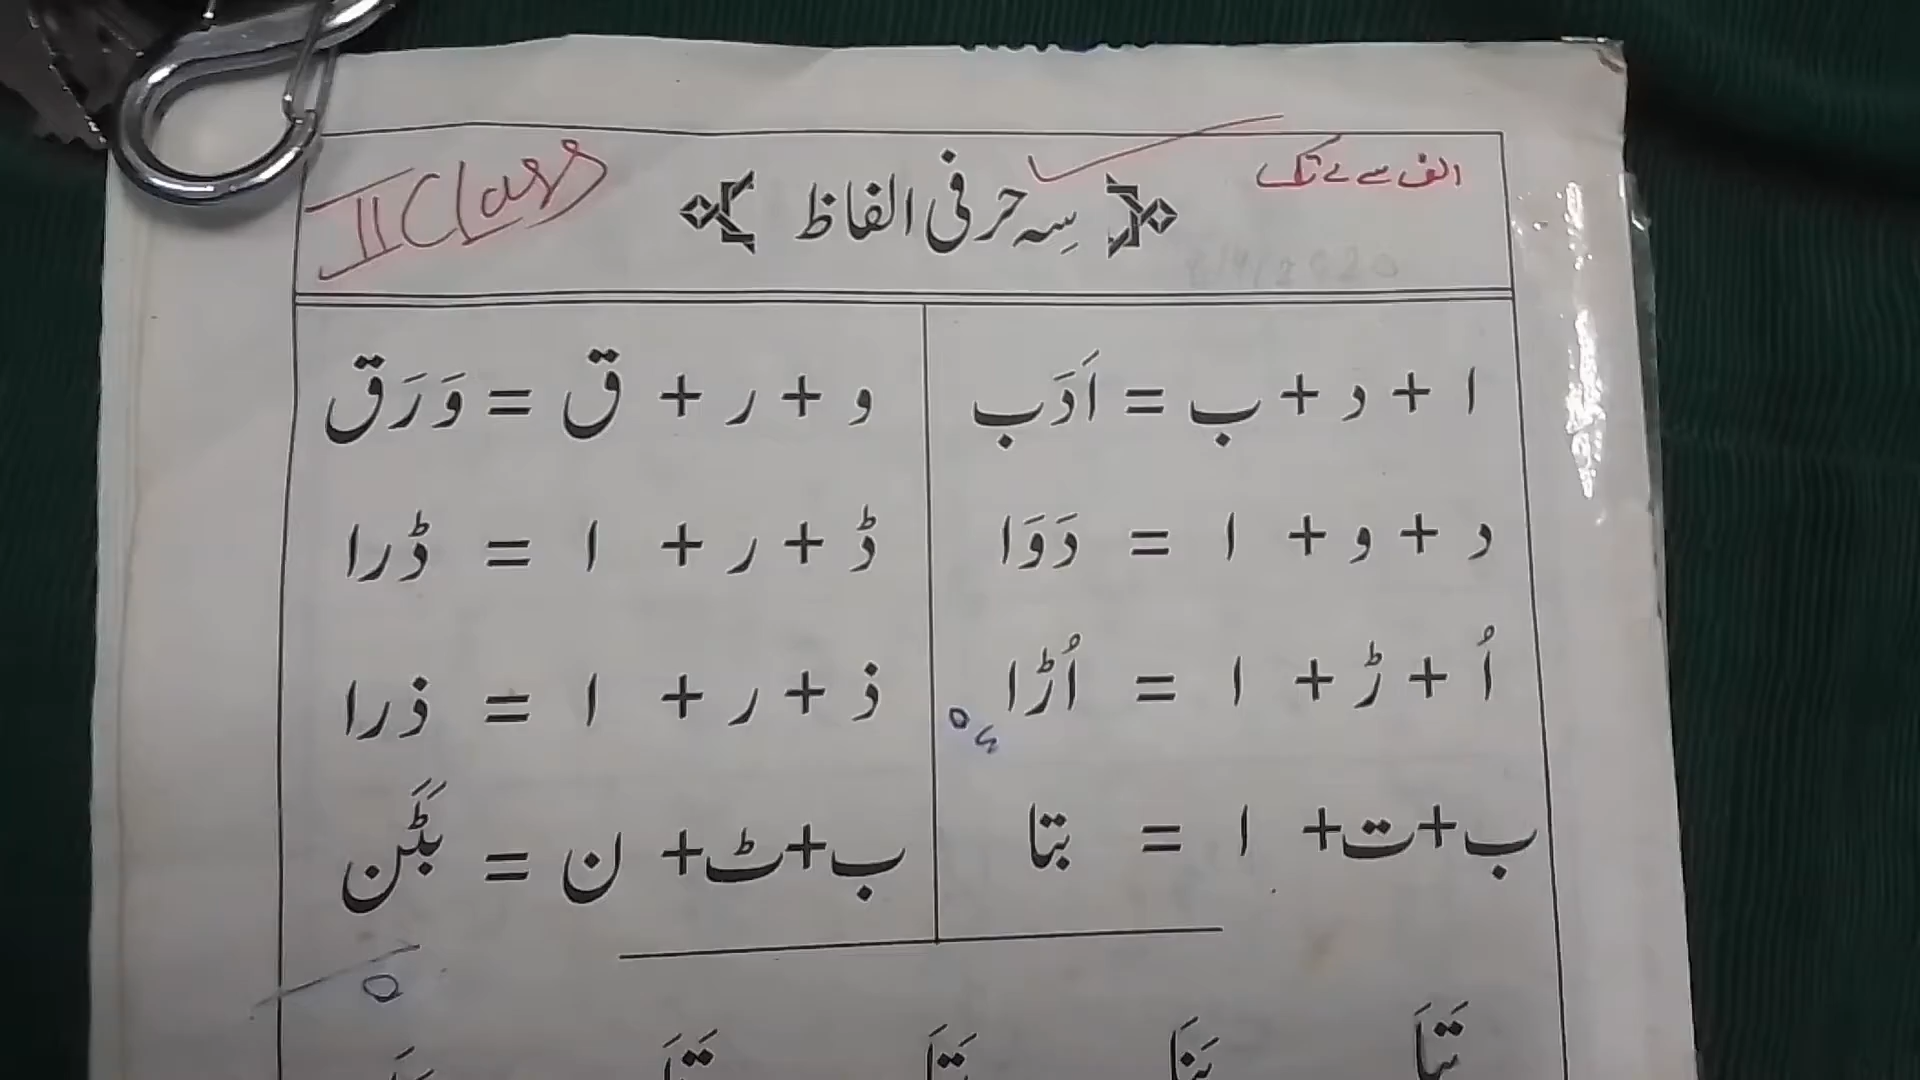 الف سے ے تک
سِہ حرفی الفاظ
II Class
ا + د + ب = اَدَب
و + ر + ق = وَرَق
د + و + ا = دَوَا
ڈ + ر + ا = ڈرا
اُ + ڑ + ا = اُڑا
ذ + ر + ا = ذرا
ب + ت + ا = بتا
ب + ٹ + ن = بَٹَن